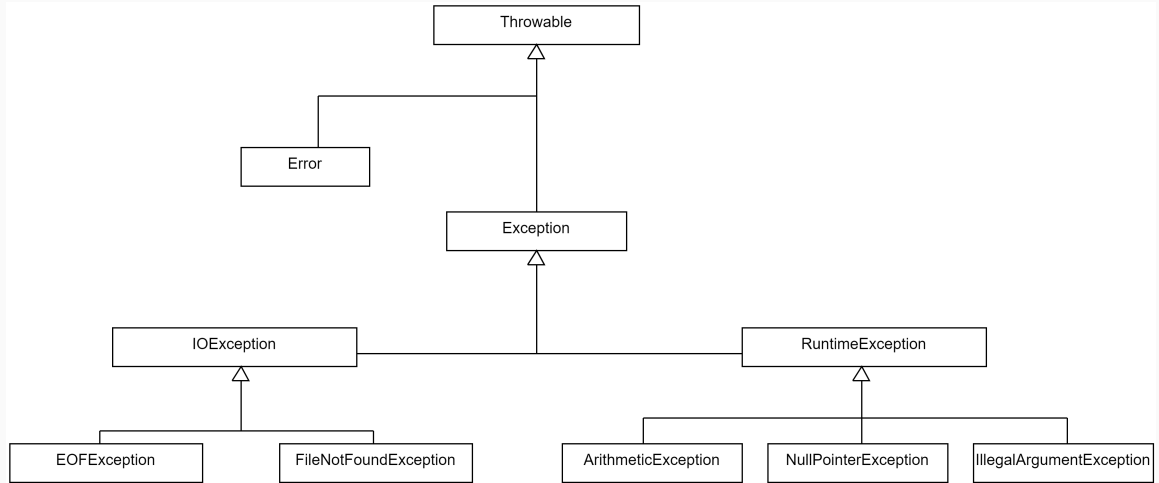 Throwable
Error
Exception
IOException
RuntimeException
EOFException
FileNotFoundException
ArithmeticException
NullPointerException
IllegalArgumentException